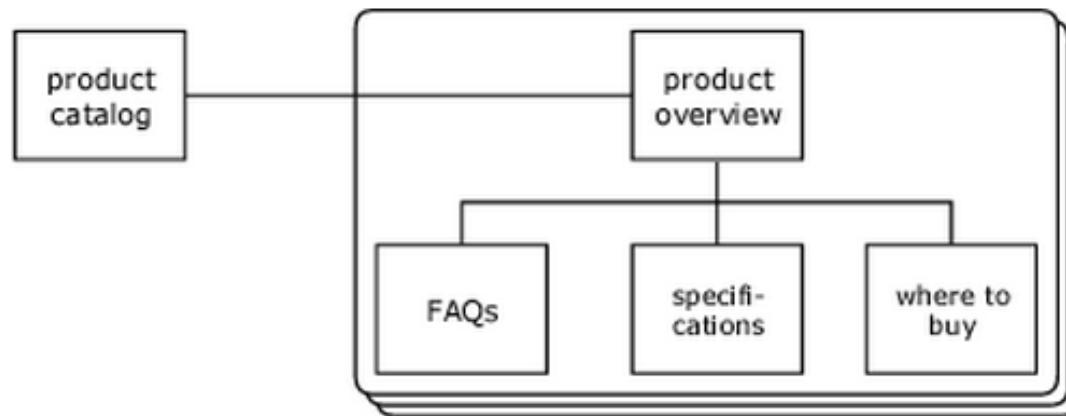 product
catalog
product
overview
FAQs
specifi-
cations
where to
buy